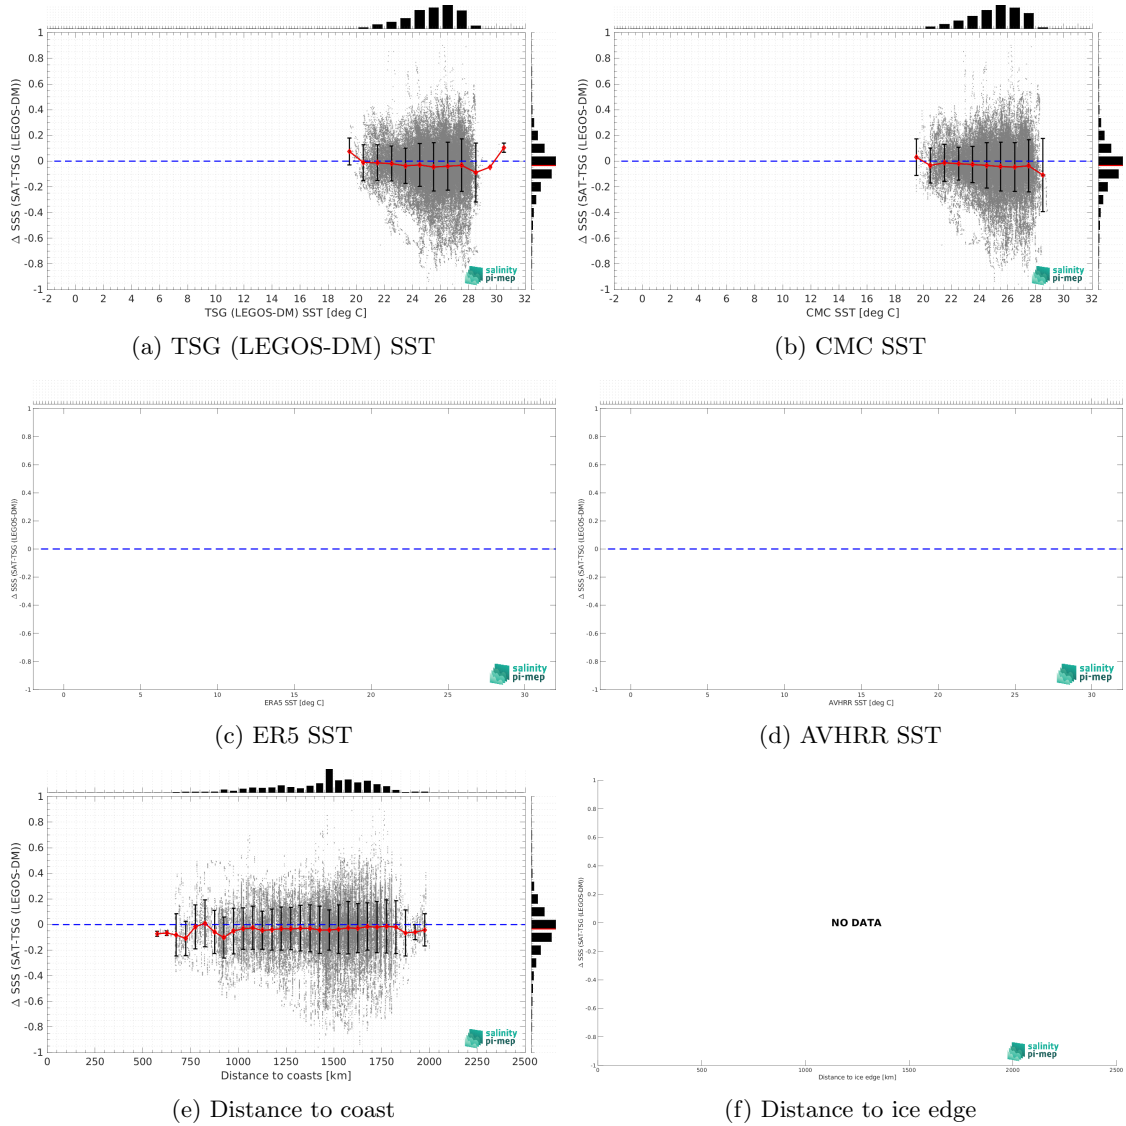 1
0.8
0.6
0.4
0.2
0
-0.2
-0.4
-0.6
-0.8
-1
Δ SSS (SAT-TSG (LEGOS-DM))
salinity
pi-mep
-2 0 2 4 6 8 10 12 14 16 18 20 22 24 26 28 30 32
TSG (LEGOS-DM) SST [deg C]
(a) TSG (LEGOS-DM) SST
1
0.8
0.6
0.4
0.2
0
-0.2
-0.4
-0.6
-0.8
-1
Δ SSS (SAT-TSG (LEGOS-DM))
salinity
pi-mep
-2 0 2 4 6 8 10 12 14 16 18 20 22 24 26 28 30 32
CMC SST [deg C]
(b) CMC SST
1
0.8
0.6
0.4
0.2
0
-0.2
-0.4
-0.6
-0.8
-1
Δ SSS (SAT-TSG (LEGOS-DM))
salinity
pi-mep
0 5 10 15 20 25 30
ERA5 SST [deg C]
(c) ER5 SST
1
0.8
0.6
0.4
0.2
0
-0.2
-0.4
-0.6
-0.8
-1
Δ SSS (SAT-TSG (LEGOS-DM))
salinity
pi-mep
0 5 10 15 20 25 30
AVHRR SST [deg C]
(d) AVHRR SST
1
0.8
0.6
0.4
0.2
0
-0.2
-0.4
-0.6
-0.8
-1
Δ SSS (SAT-TSG (LEGOS-DM))
salinity
pi-mep
0 250 500 750 1000 1250 1500 1750 2000 2250 2500
Distance to coasts [km]
(e) Distance to coast
1
0.8
0.6
0.4
0.2
0
-0.2
-0.4
-0.6
-0.8
-1
Δ SSS (SAT-TSG (LEGOS-DM))
NO DATA
salinity
pi-mep
0 500 1000 1500 2000 2500
Distance to ice edge [km]
(f) Distance to ice edge